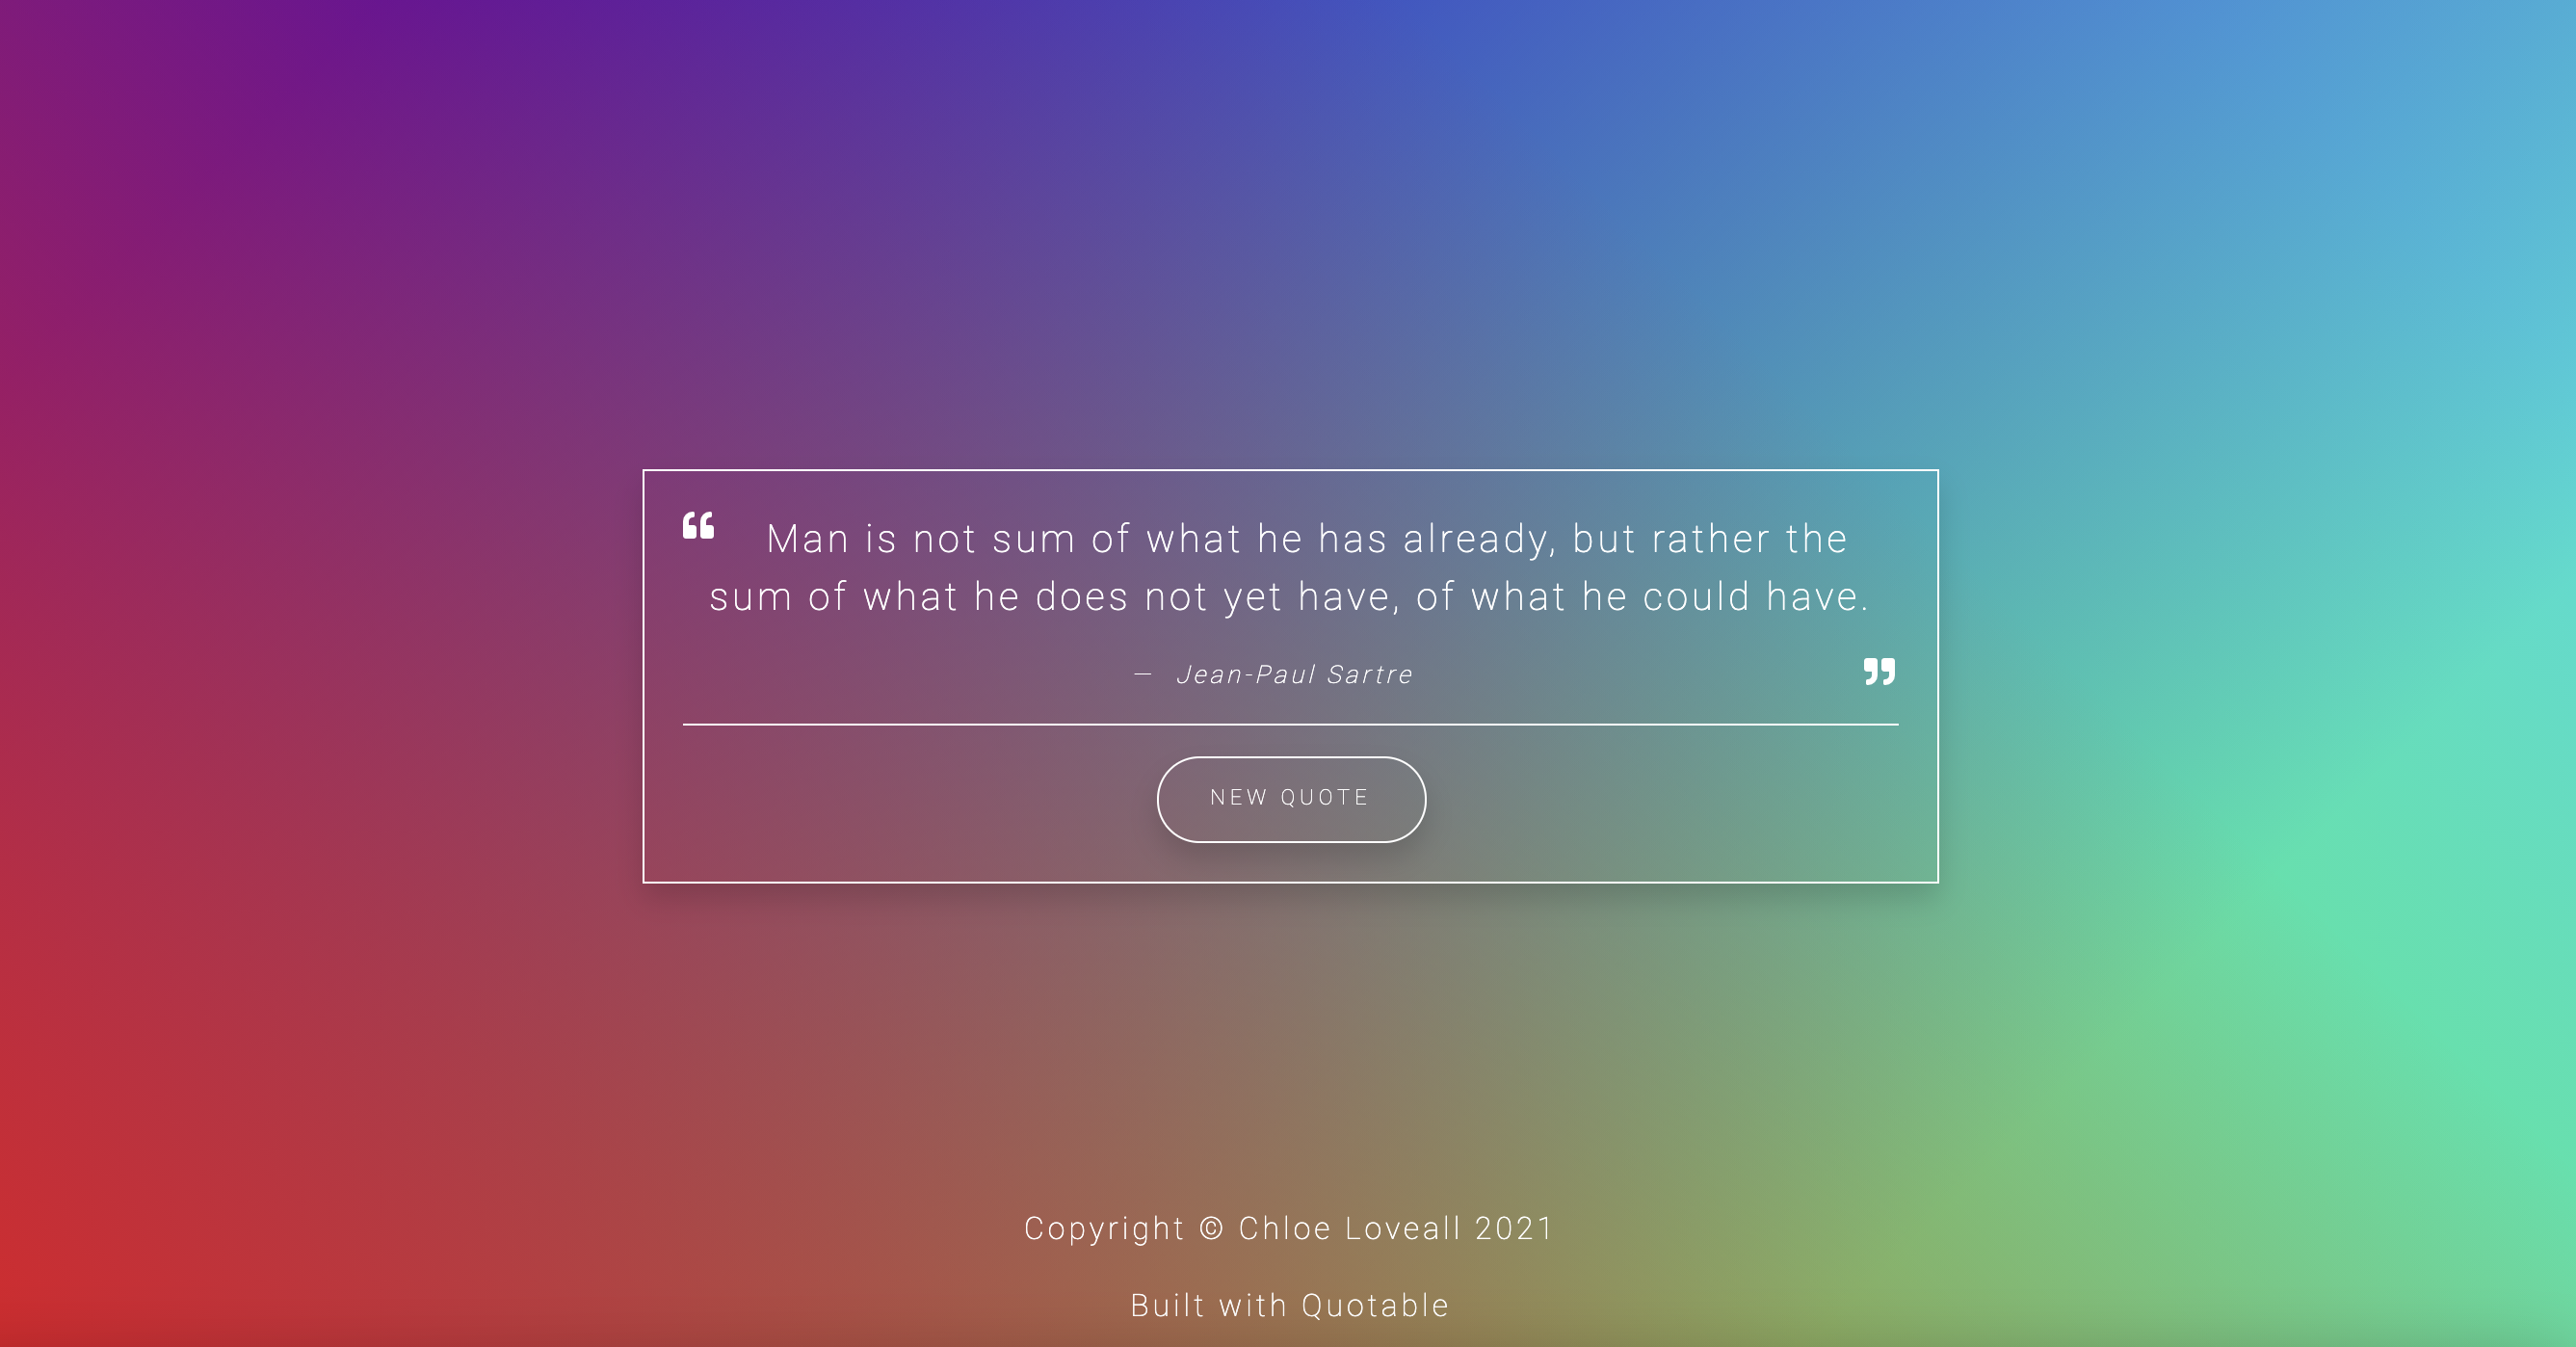 “ Man is not sum of what he has already, but rather the
sum of what he does not yet have, of what he could have.
— Jean-Paul Sartre ”
NEW QUOTE
Copyright © Chloe Loveall 2021
Built with Quotable